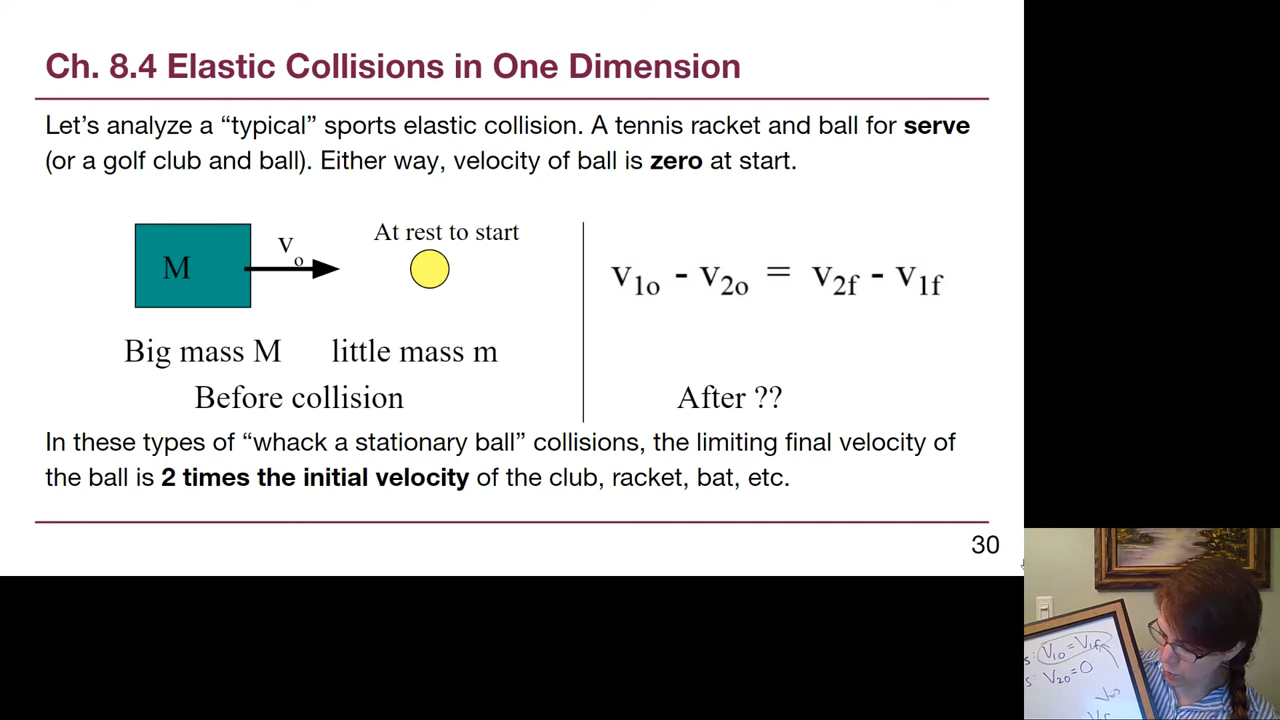 Ch. 8.4 Elastic Collisions in One Dimension
Let’s analyze a “typical” sports elastic collision. A tennis racket and ball for serve
(or a golf club and ball). Either way, velocity of ball is zero at start.
At rest to start
M
v₀
v₁ₒ - v₂ₒ = v₂f - v₁f
Big mass M little mass m
Before collision
After ??
In these types of “whack a stationary ball” collisions, the limiting final velocity of
the ball is 2 times the initial velocity of the club, racket, bat, etc.
30
s: V₁₀ = V₁f
s: V₂₀ = 0